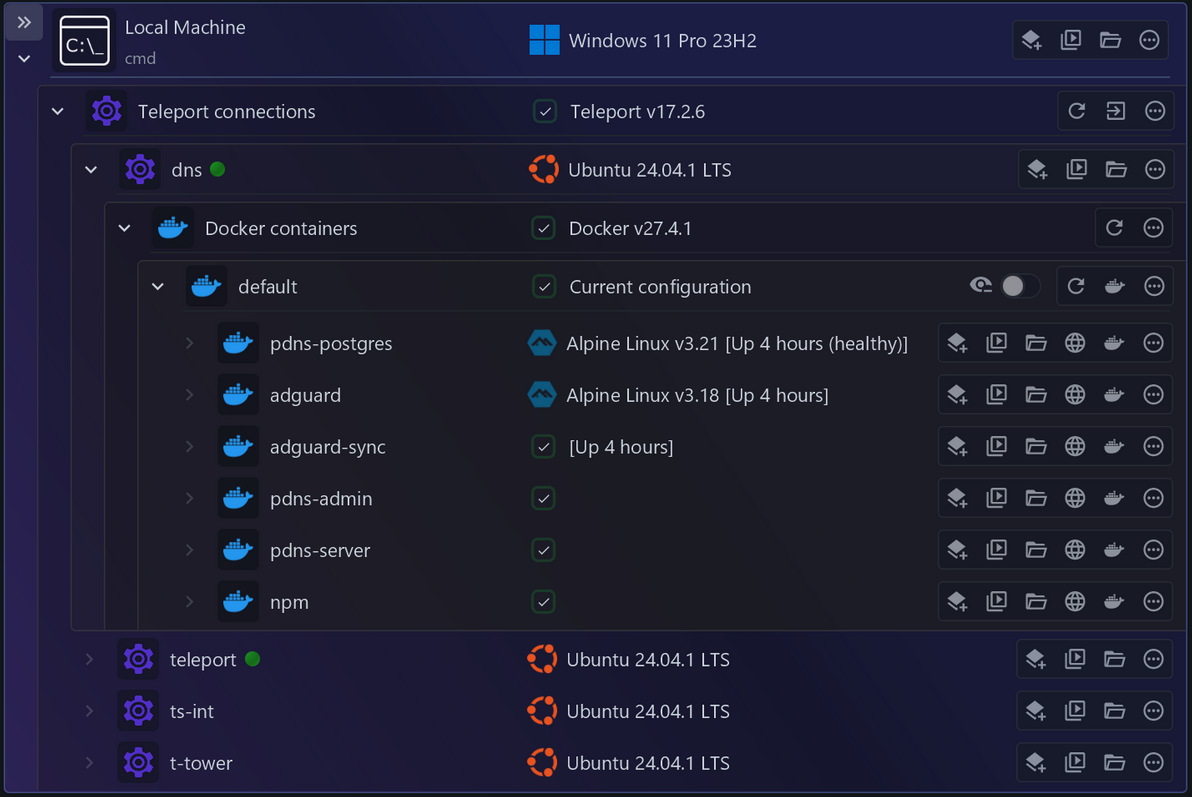 Local Machine
C:\_
cmd
Windows 11 Pro 23H2
Teleport connections
Teleport v17.2.6
dns
Ubuntu 24.04.1 LTS
Docker containers
Docker v27.4.1
default
Current configuration
pdns-postgres
Alpine Linux v3.21 [Up 4 hours (healthy)]
adguard
Alpine Linux v3.18 [Up 4 hours]
adguard-sync
[Up 4 hours]
pdns-admin
pdns-server
npm
teleport
Ubuntu 24.04.1 LTS
ts-int
Ubuntu 24.04.1 LTS
t-tower
Ubuntu 24.04.1 LTS